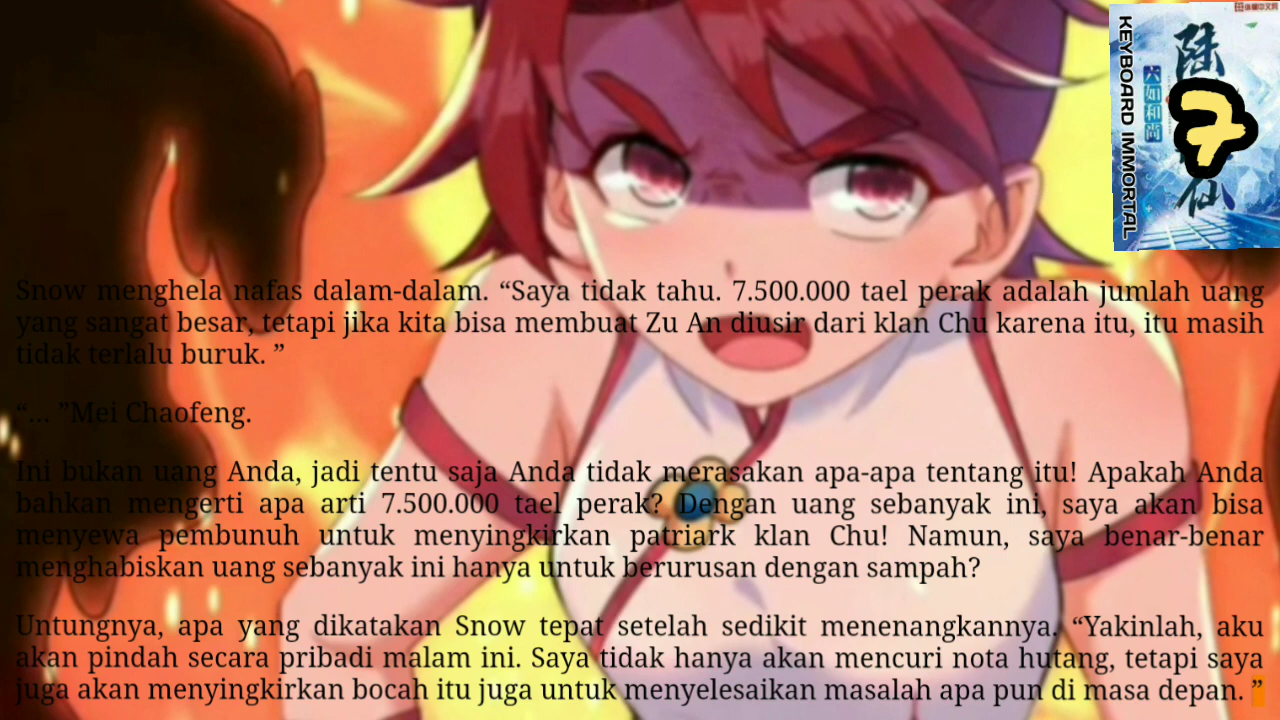 KEYBOARD IMMORTAL
陆
仙
六如和尚
7
Snow menghela nafas dalam-dalam. “Saya tidak tahu. 7.500.000 tael perak adalah jumlah uang
yang sangat besar, tetapi jika kita bisa membuat Zu An diusir dari klan Chu karena itu, itu masih
tidak terlalu buruk. ”
“... ”Mei Chaofeng.
Ini bukan uang Anda, jadi tentu saja Anda tidak merasakan apa-apa tentang itu! Apakah Anda
bahkan mengerti apa arti 7.500.000 tael perak? Dengan uang sebanyak ini, saya akan bisa
menyewa pembunuh untuk menyingkirkan patriark klan Chu! Namun, saya benar-benar
menghabiskan uang sebanyak ini hanya untuk berurusan dengan sampah?
Untungnya, apa yang dikatakan Snow tepat setelah sedikit menenangkannya. “Yakinlah, aku
akan pindah secara pribadi malam ini. Saya tidak hanya akan mencuri nota hutang, tetapi saya
juga akan menyingkirkan bocah itu juga untuk menyelesaikan masalah apa pun di masa depan. ”